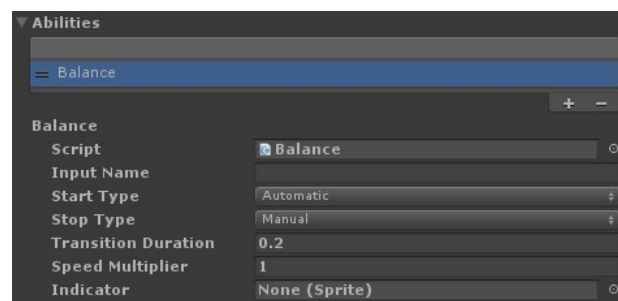 Abilities
Balance
+ -
Balance
Script Balance
Input Name
Start Type Automatic
Stop Type Manual
Transition Duration 0.2
Speed Multiplier 1
Indicator None (Sprite)